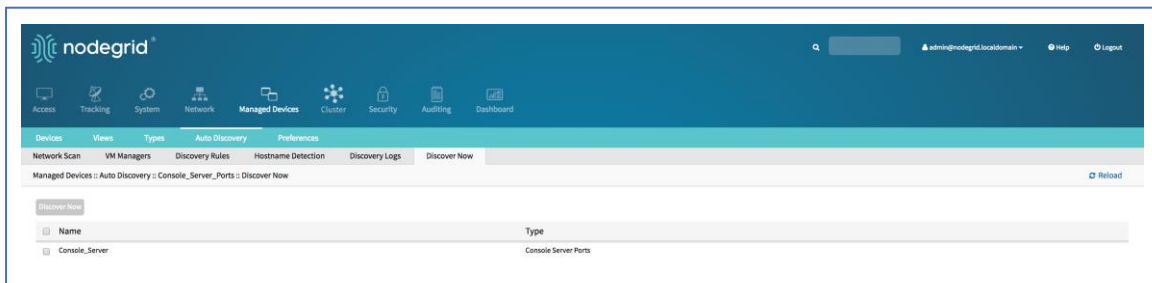 nodegrid®
admin@nodegrid.localdomain Help Logout
Access Tracking System Network Managed Devices Cluster Security Auditing Dashboard
Devices Views Types Auto Discovery Preferences
Network Scan VM Managers Discovery Rules Hostname Detection Discovery Logs Discover Now
Managed Devices :: Auto Discovery :: Console_Server_Ports :: Discover Now Reload
Discover Now
Name Type
Console_Server Console Server Ports